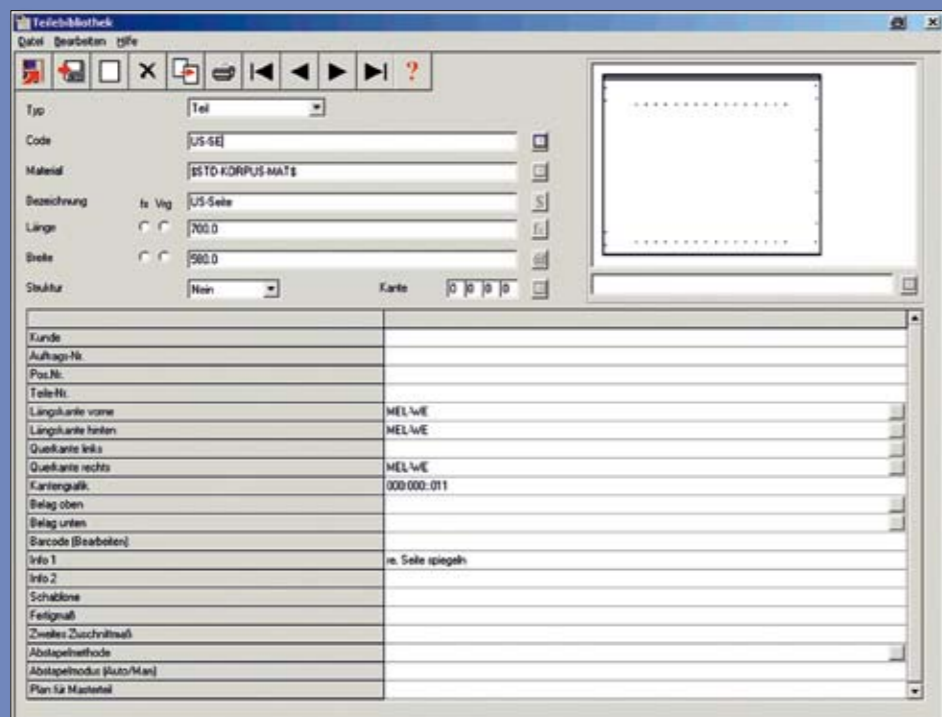 Teilebibliothek
Datei Bearbeiten Hilfe
?
Typ Teil
Code US-SE
Material $STD-KORPUS-MAT$
Bezeichnung fx Vrg US-Seite
Länge 700.0
Breite 580.0
Struktur Nein Kante 0 0 0 0
Kunde
Auftrags-Nr.
Pos.Nr.
Teile-Nr.
Längskante vorne MEL-WE
Längskante hinten MEL-WE
Querkante links
Querkante rechts MEL-WE
Kantengrafik 000:000::011
Belag oben
Belag unten
Barcode (Bearbeiten)
Info 1 re. Seite spiegeln
Info 2
Schablone
Fertigmaß
Zweites Zuschnittmaß
Abstapelmethode
Abstapelmodus (Auto/Man)
Plan für Masterteil